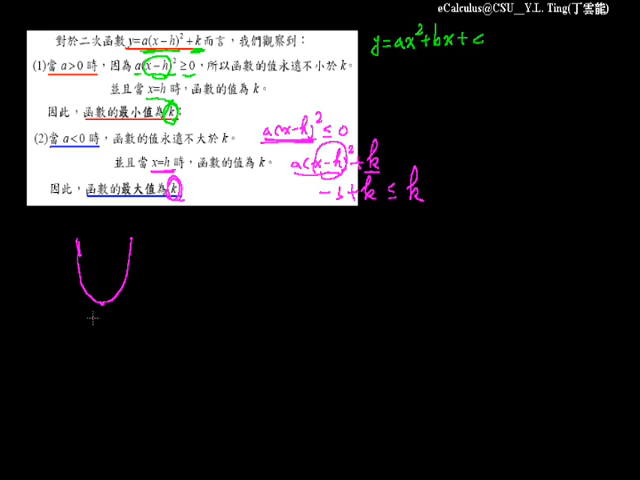 eCalculus@CSU__Y.L. Ting(丁雲龍)
y=ax²+bx+c
對於二次函數 y=a(x－h)²＋k 而言，我們觀察到：
(1)當 a>0 時，因為 a(x－h)²≥0，所以函數的值永遠不小於 k。
並且當 x=h 時，函數的值為 k。
因此，函數的最小值為 k；
(2)當 a<0 時，函數的值永遠不大於 k。
a(x-h)²≤0
並且當 x=h 時，函數的值為 k。
a(x-h)²+k
因此，函數的最大值為 k。
-3+k≤k